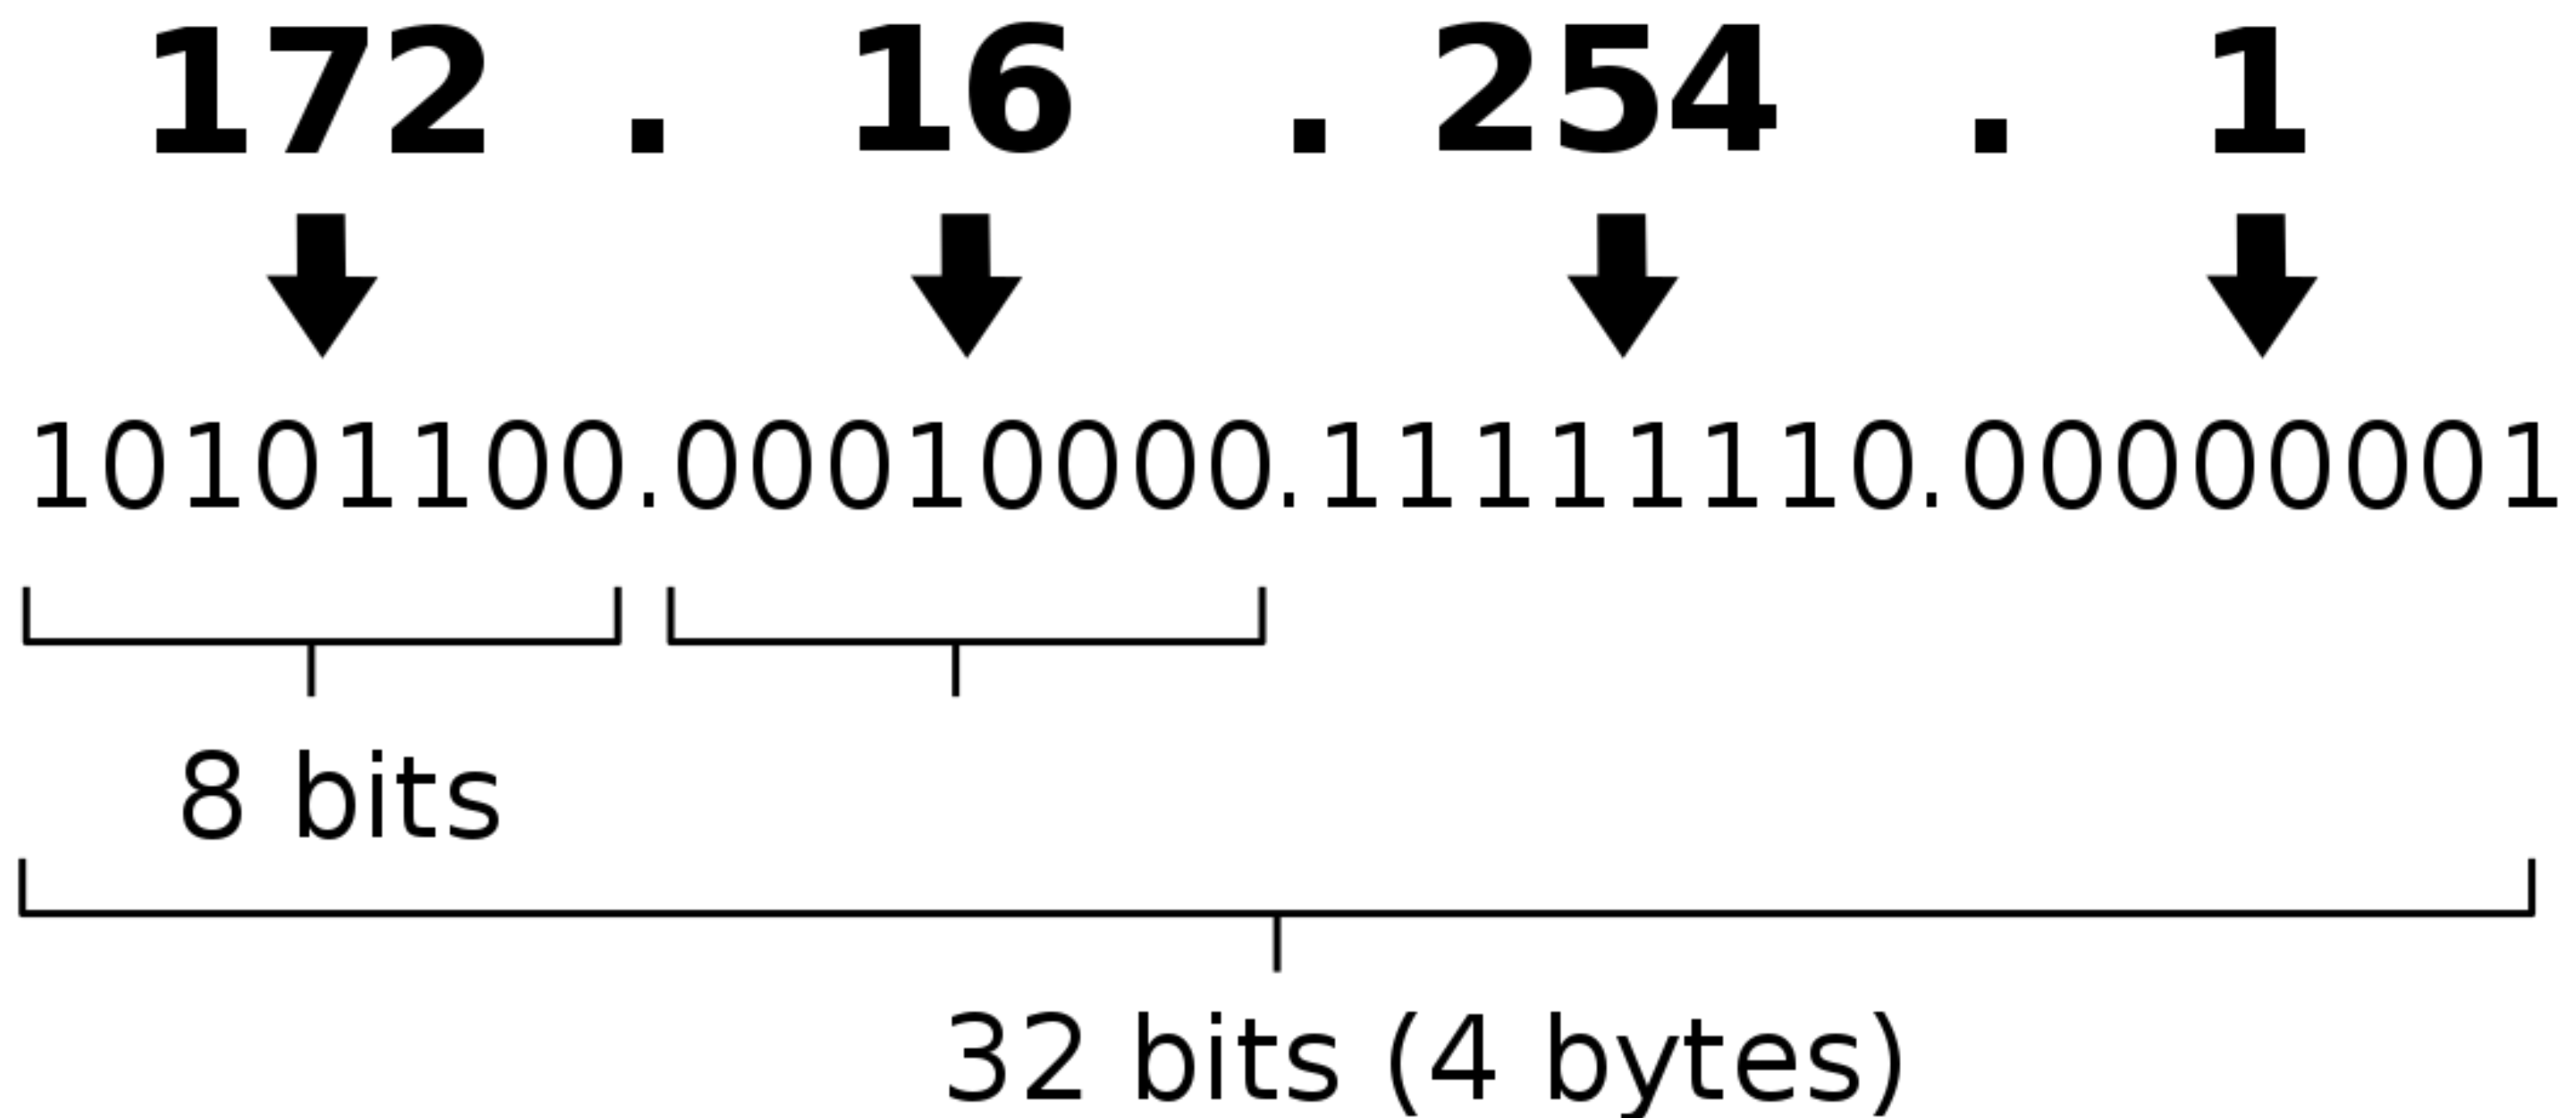 172 . 16 . 254 . 1
10101100.00010000.11111110.00000001
8 bits
32 bits (4 bytes)